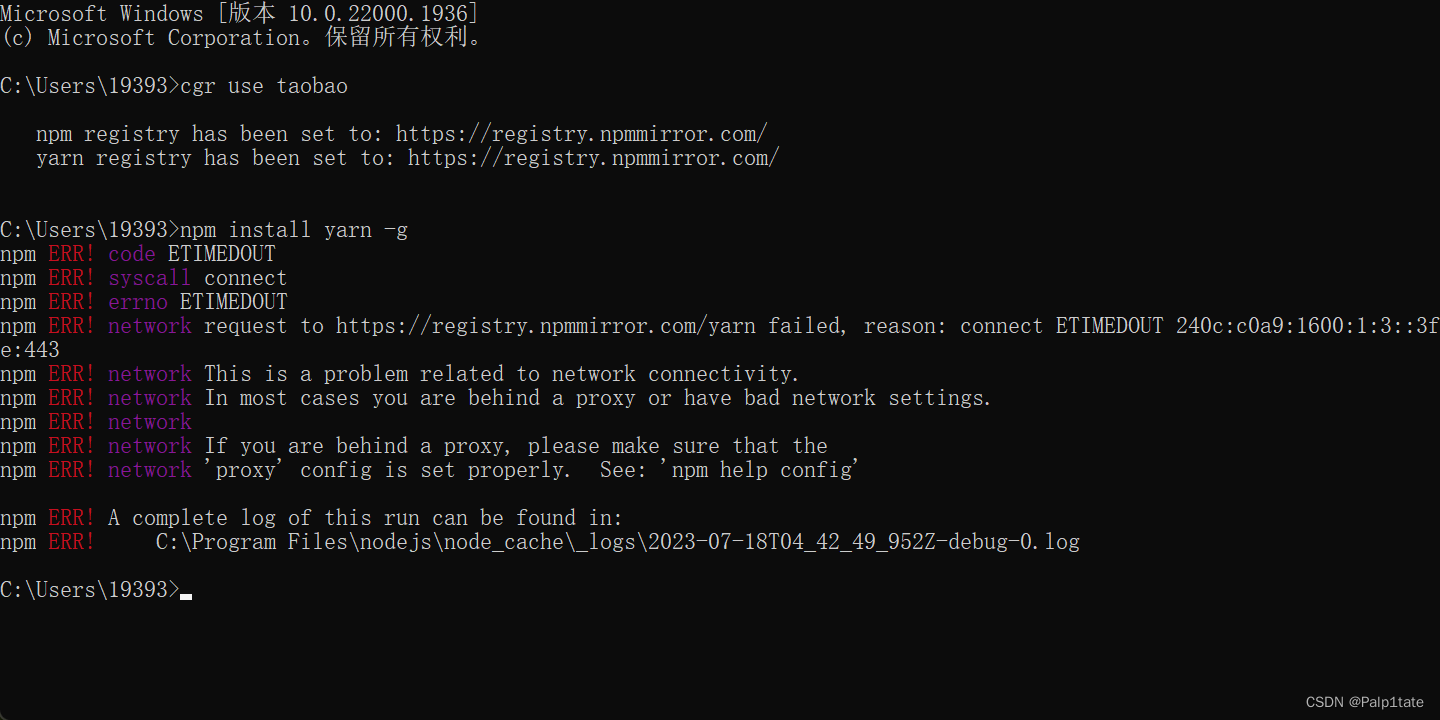 Microsoft Windows [版本 10.0.22000.1936]
(c) Microsoft Corporation。保留所有权利。
C:\Users\19393>cgr use taobao
npm registry has been set to: https://registry.npmmirror.com/
yarn registry has been set to: https://registry.npmmirror.com/
C:\Users\19393>npm install yarn -g
npm ERR! code ETIMEDOUT
npm ERR! syscall connect
npm ERR! errno ETIMEDOUT
npm ERR! network request to https://registry.npmmirror.com/yarn failed, reason: connect ETIMEDOUT 240c:c0a9:1600:1:3::3f
e:443
npm ERR! network This is a problem related to network connectivity.
npm ERR! network In most cases you are behind a proxy or have bad network settings.
npm ERR! network
npm ERR! network If you are behind a proxy, please make sure that the
npm ERR! network 'proxy' config is set properly.  See: 'npm help config'
npm ERR! A complete log of this run can be found in:
npm ERR!     C:\Program Files\nodejs\node_cache\_logs\2023-07-18T04_42_49_952Z-debug-0.log
C:\Users\19393>
CSDN @Palp1tate